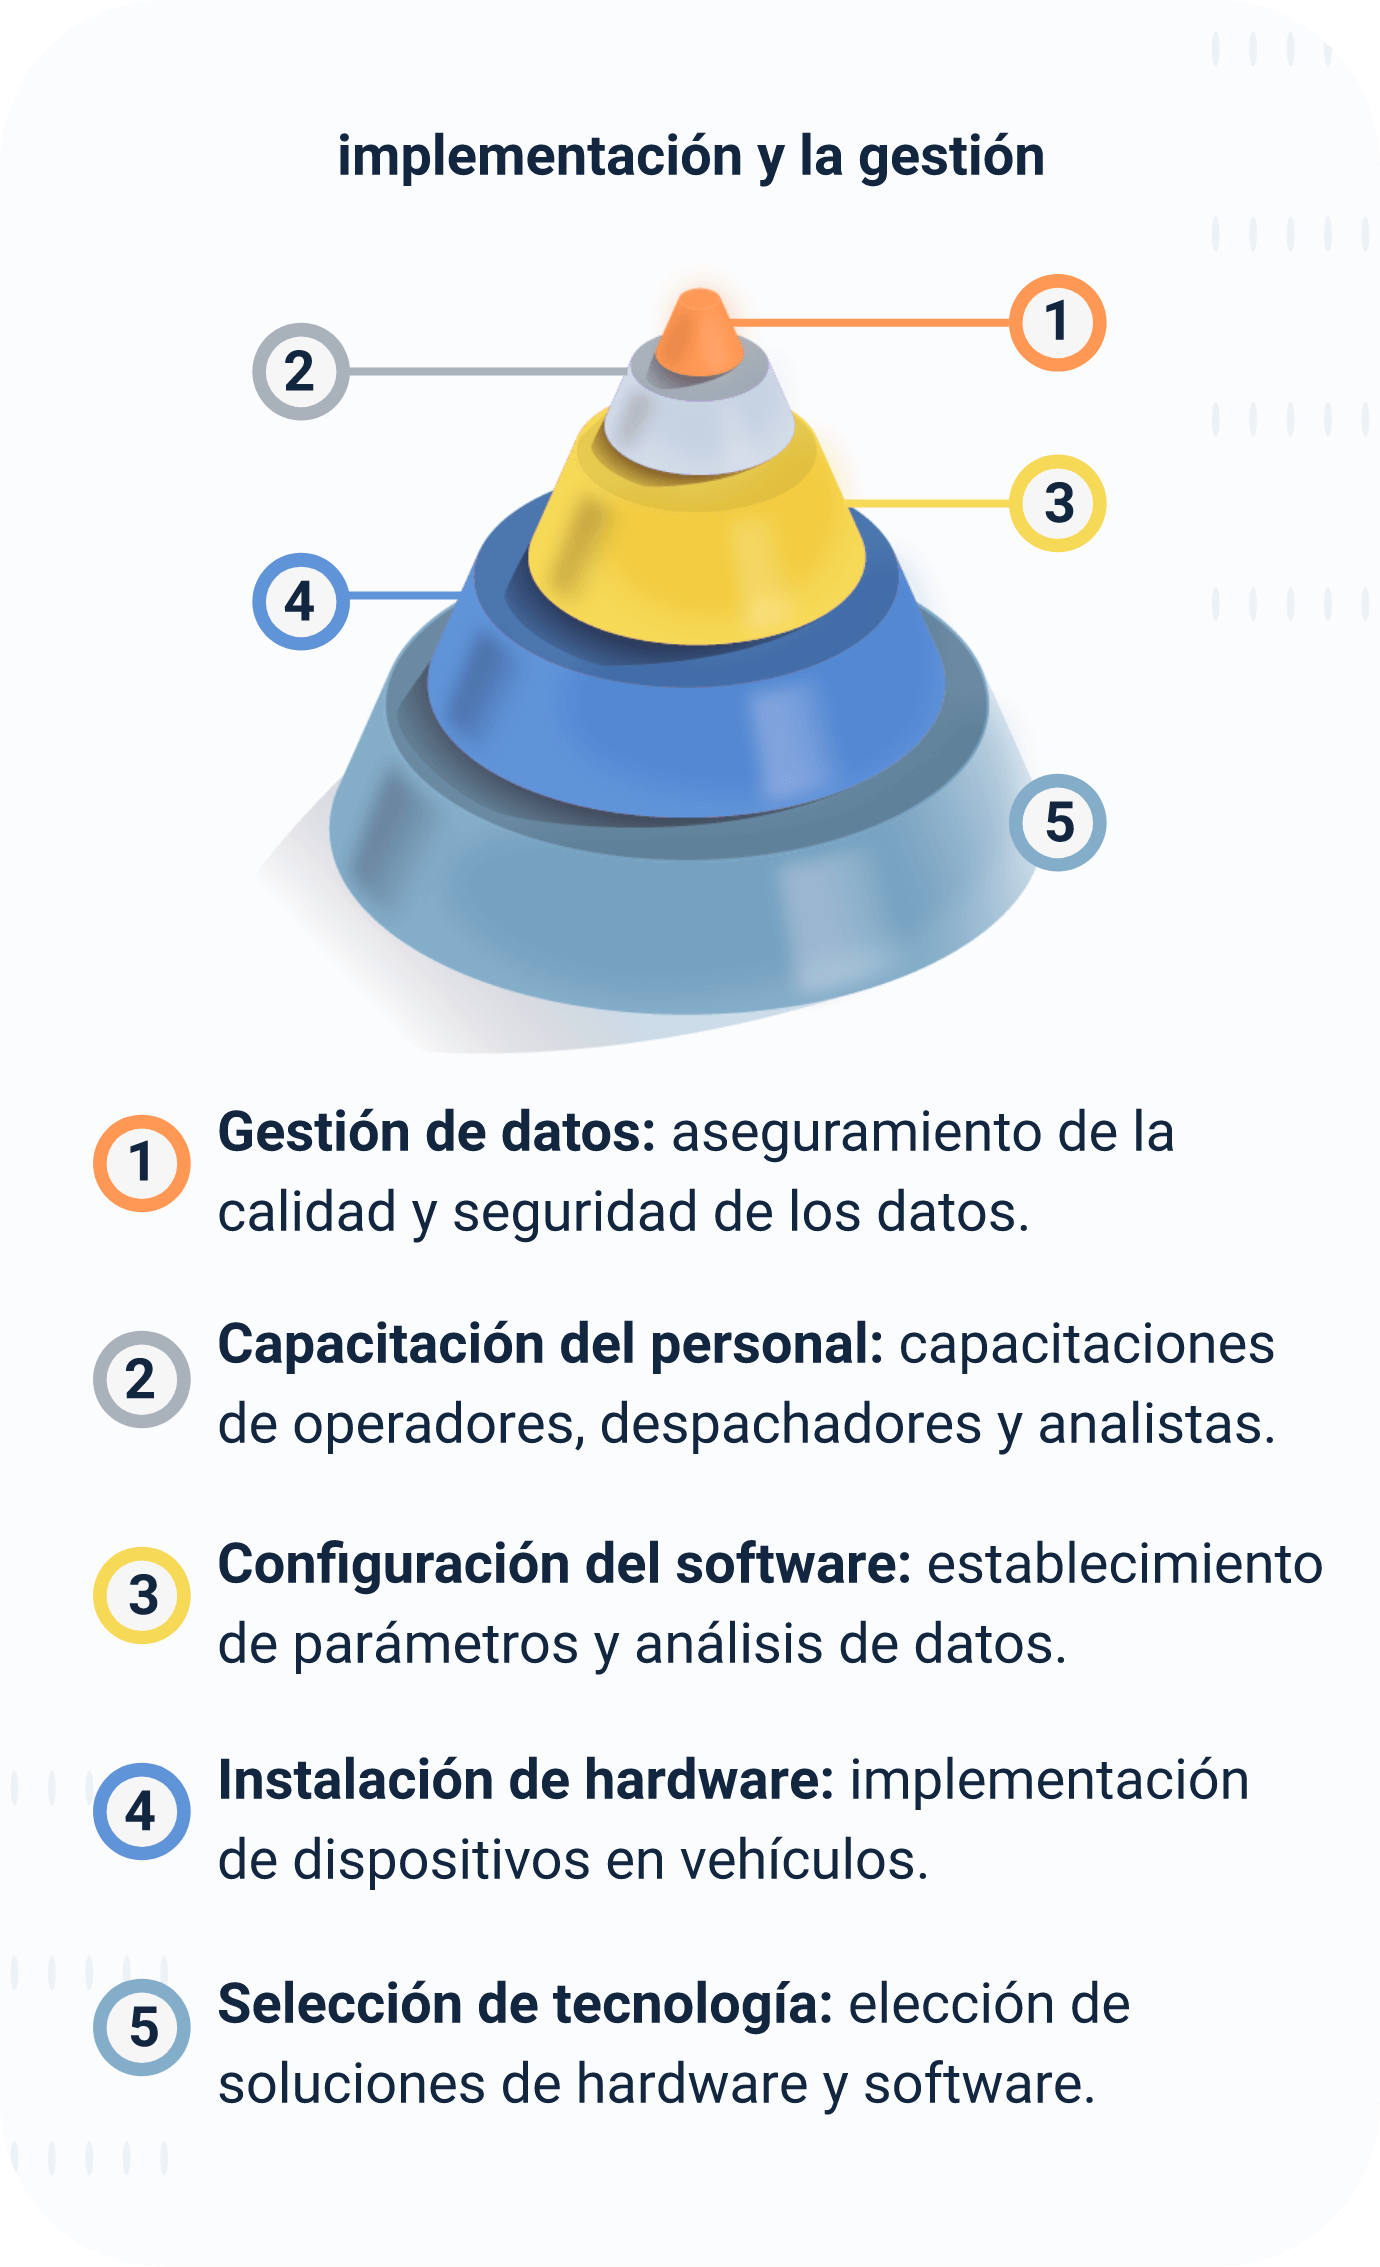 implementación y la gestión
1
2
3
4
5
1 Gestión de datos: aseguramiento de la
calidad y seguridad de los datos.
2 Capacitación del personal: capacitaciones
de operadores, despachadores y analistas.
3 Configuración del software: establecimiento
de parámetros y análisis de datos.
4 Instalación de hardware: implementación
de dispositivos en vehículos.
5 Selección de tecnología: elección de
soluciones de hardware y software.